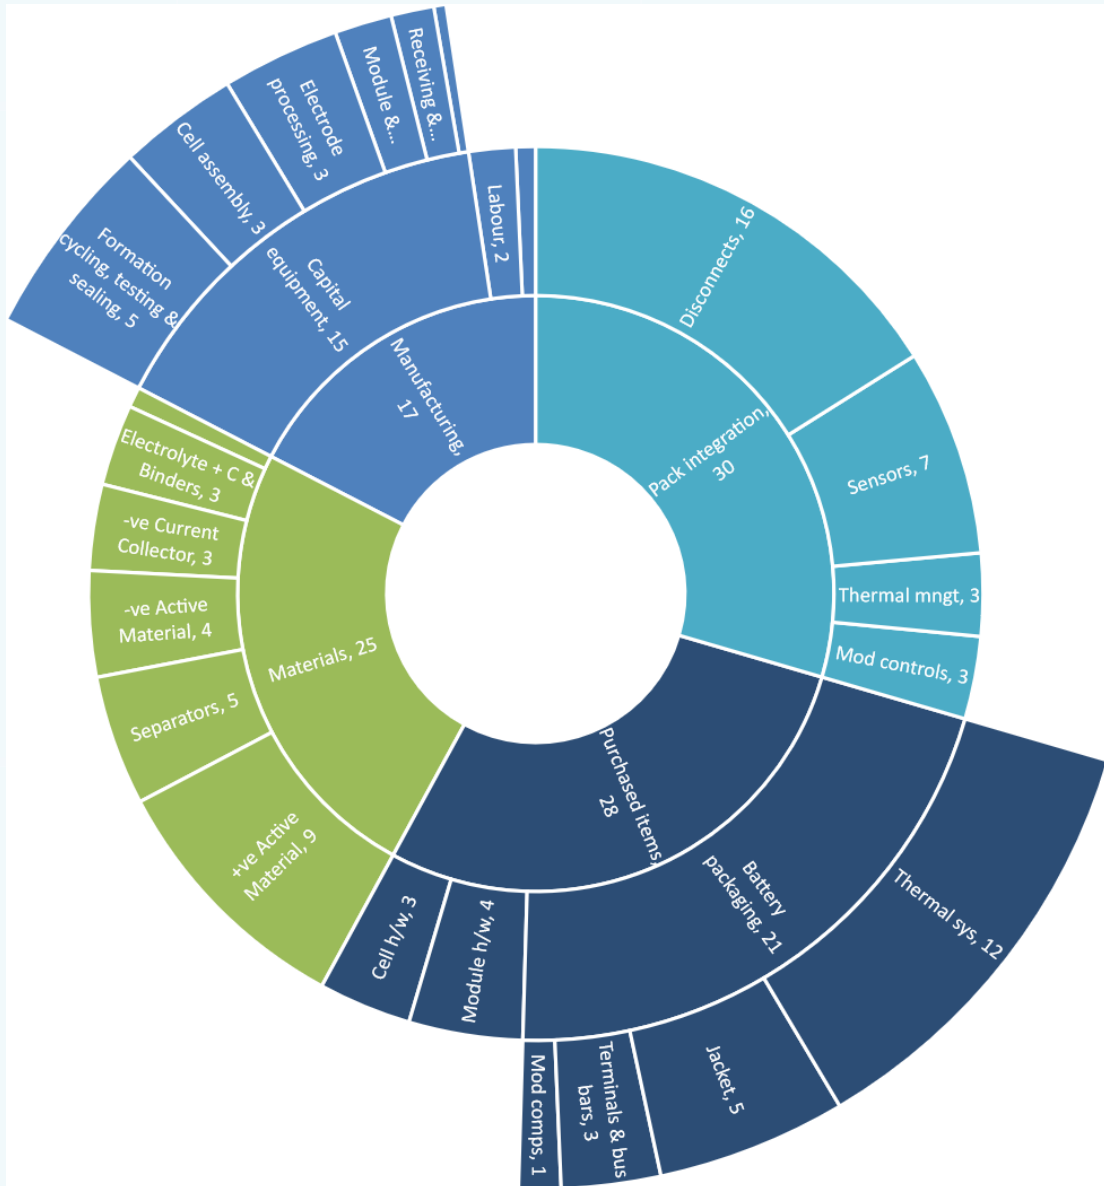 Disconnects, 16
Sensors, 7
Thermal mngt, 3
Mod controls, 3
Pack integration,
30
Purchased items,
28
Battery
packaging, 21
Thermal sys, 12
Jacket, 5
Terminals & bus
bars, 3
Mod comps, 1
Module h/w, 4
Cell h/w, 3
Materials, 25
+ve Active
Material, 9
Separators, 5
-ve Active
Material, 4
-ve Current
Collector, 3
Electrolyte + C &
Binders, 3
Manufacturing,
17
Capital
equipment, 15
Formation
cycling, testing &
sealing, 5
Cell assembly, 3
Electrode
processing, 3
Module &...
Receiving &...
Labour, 2